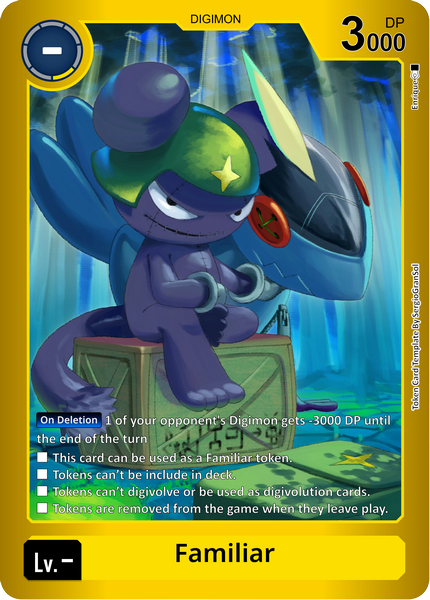 DIGIMON
-
3000
DP
Enrique
On Deletion 1 of your opponent's Digimon gets -3000 DP until
the end of the turn
This card can be used as a Familiar token.
Tokens can't be include in deck.
Tokens can't digivolve or be used as digivolution cards.
Tokens are removed from the game when they leave play.
Token Card Template By SergioGranSol
Lv.-
Familiar